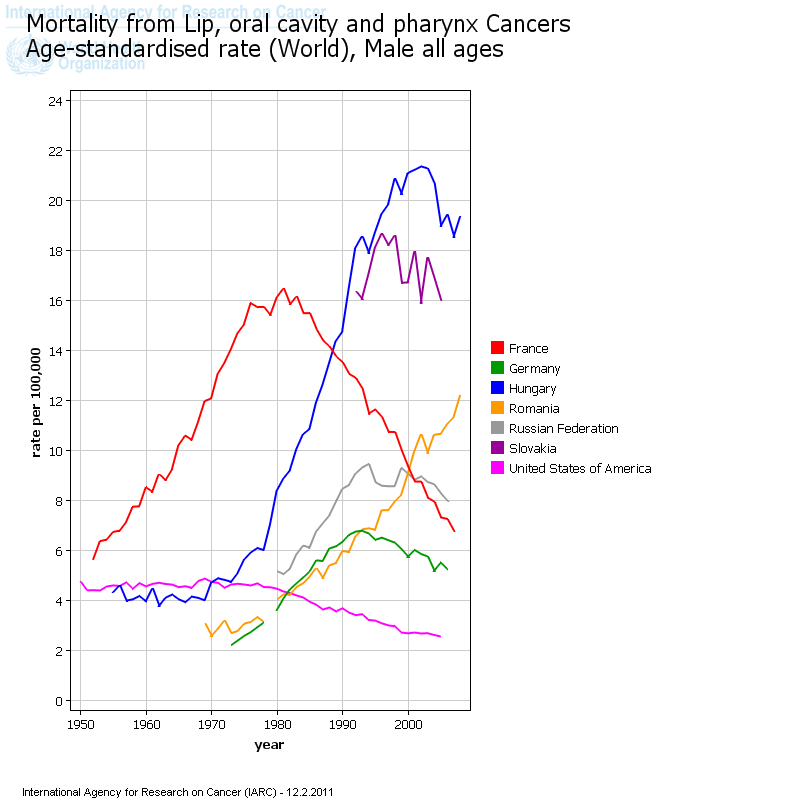 International Agency for Research on Cancer
Mortality from Lip, oral cavity and pharynx Cancers
Age-standardised rate (World), Male all ages
Organization
24
22
20
18
16
14
12
10
8
6
4
2
0
rate per 100,000
1950 1960 1970 1980 1990 2000
year
France
Germany
Hungary
Romania
Russian Federation
Slovakia
United States of America
International Agency for Research on Cancer (IARC) - 12.2.2011